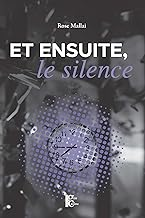 Rose Mallai
ET ENSUITE,
le silence